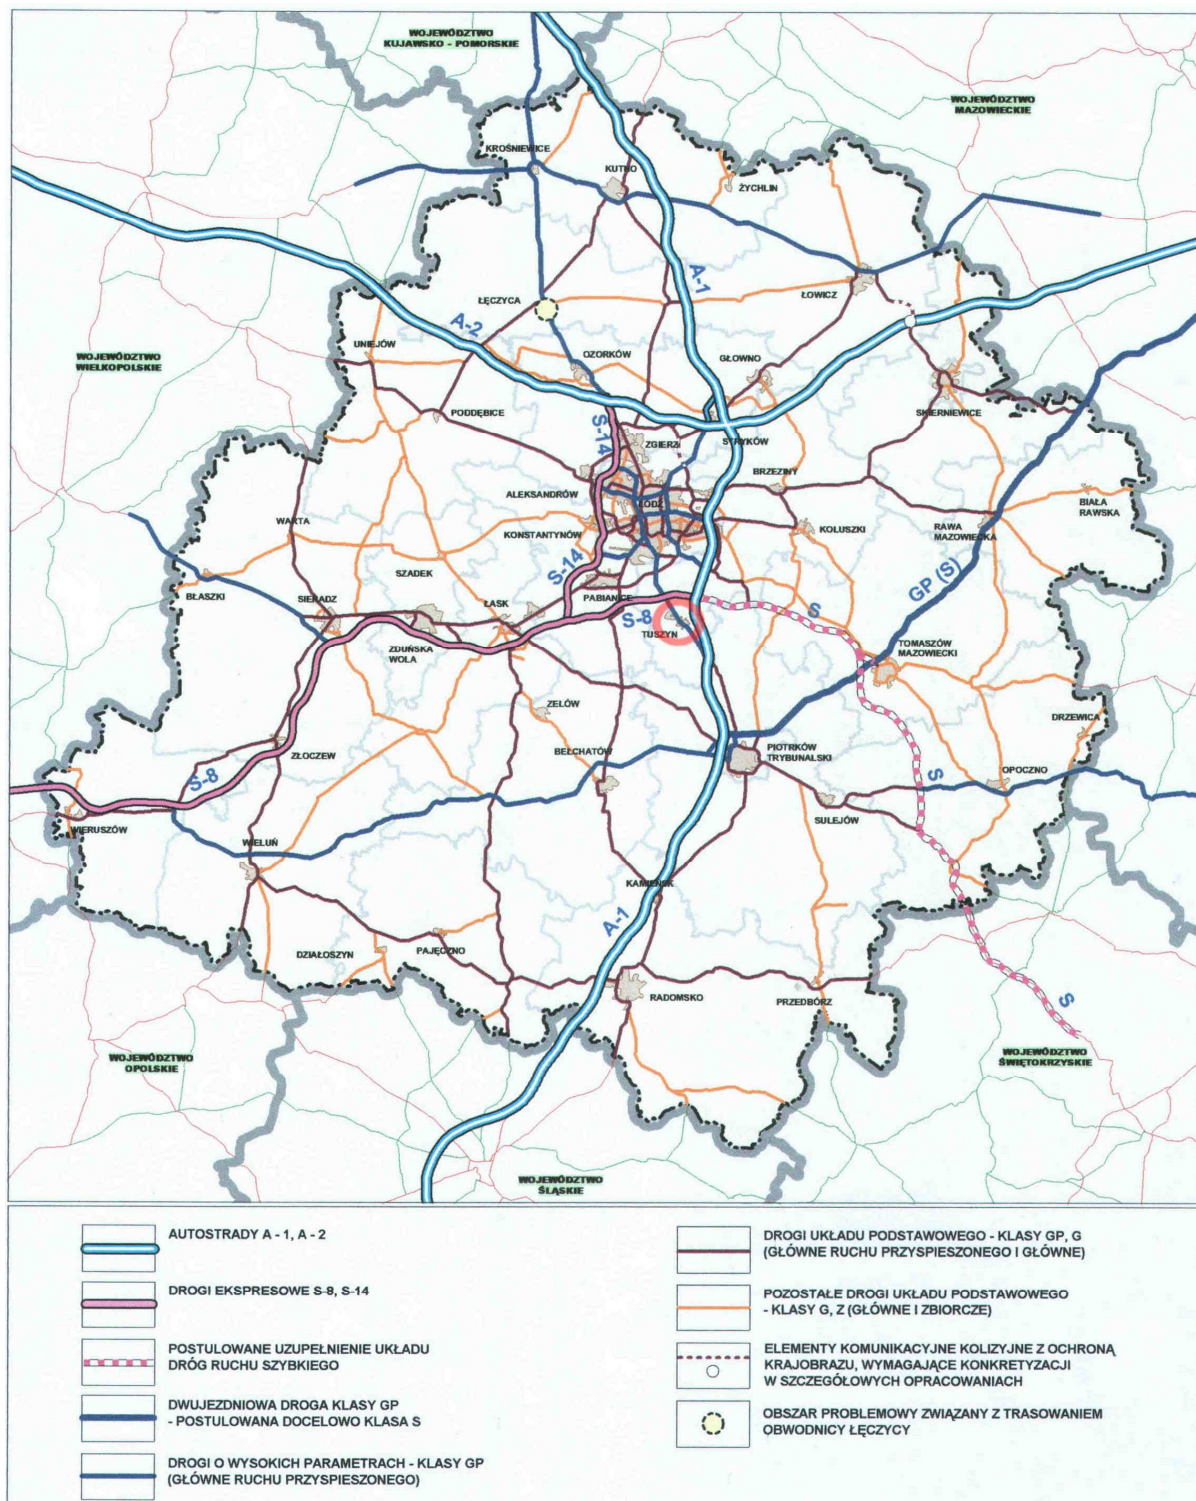 WOJEWÓDZTWO
KUJAWSKO - POMORSKIE
WOJEWÓDZTWO
MAZOWIECKIE
KROŚNIEWICE
KUTNO
ŻYCHLIN
A-1
ŁĘCZYCA
ŁOWICZ
A-2
WOJEWÓDZTWO
WIELKOPOLSKIE
UNIEJÓW
OZORKÓW
GŁOWNO
PODDĘBICE
SKIERNIEWICE
S-14
ZGIERZ
STRYKÓW
BRZEZINY
ALEKSANDRÓW
ŁÓDŹ
BIAŁA
RAWSKA
WARTA
KONSTANTYNÓW
KOLUSZKI
RAWA
MAZOWIECKA
SZADEK
S-14
GP (S)
BŁASZKI
SIERADZ
ŁASK
PABIANICE
S-8
S
TUSZYN
ZDUŃSKA
WOLA
TOMASZÓW
MAZOWIECKI
ZELÓW
DRZEWICA
ZŁOCZEW
BEŁCHATÓW
PIOTRKÓW
TRYBUNALSKI
S-8
S
OPOCZNO
WIERUSZÓW
SULEJÓW
WIELUŃ
KAMIEŃSK
A-1
DZIAŁOSZYN
PAJĘCZNO
RADOMSKO
PRZEDBÓRZ
S
WOJEWÓDZTWO
OPOLSKIE
WOJEWÓDZTWO
ŚWIĘTOKRZYSKIE
WOJEWÓDZTWO
ŚLĄSKIE
AUTOSTRADY A - 1, A - 2
DROGI EKSPRESOWE S-8, S-14
POSTULOWANE UZUPEŁNIENIE UKŁADU
DRÓG RUCHU SZYBKIEGO
DWUJEZDNIOWA DROGA KLASY GP
- POSTULOWANA DOCELOWO KLASA S
DROGI O WYSOKICH PARAMETRACH - KLASY GP
(GŁÓWNE RUCHU PRZYSPIESZONEGO)
DROGI UKŁADU PODSTAWOWEGO - KLASY GP, G
(GŁÓWNE RUCHU PRZYSPIESZONEGO I GŁÓWNE)
POZOSTAŁE DROGI UKŁADU PODSTAWOWEGO
- KLASY G, Z (GŁÓWNE I ZBIORCZE)
ELEMENTY KOMUNIKACYJNE KOLIZYJNE Z OCHRONĄ
KRAJOBRAZU, WYMAGAJĄCE KONKRETYZACJI
W SZCZEGÓŁOWYCH OPRACOWANIACH
OBSZAR PROBLEMOWY ZWIĄZANY Z TRASOWANIEM
OBWODNICY ŁĘCZYCY